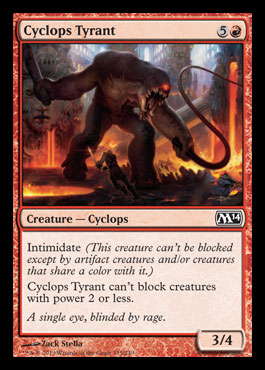 Cyclops Tyrant 5
Creature — Cyclops M14
Intimidate (This creature can't be blocked
except by artifact creatures and/or creatures
that share a color with it.)
Cyclops Tyrant can't block creatures
with power 2 or less.
A single eye, blinded by rage.
Zack Stella
3/4